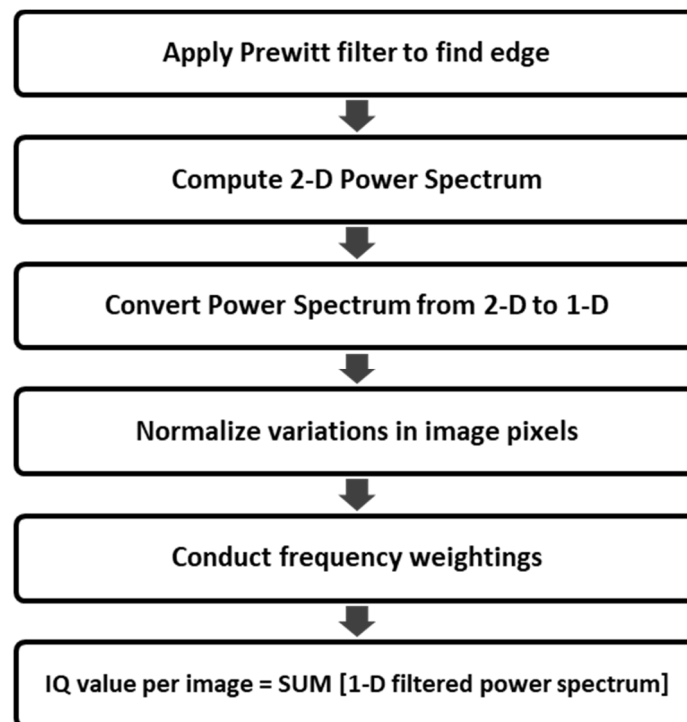 Apply Prewitt filter to find edge
Compute 2-D Power Spectrum
Convert Power Spectrum from 2-D to 1-D
Normalize variations in image pixels
Conduct frequency weightings
IQ value per image = SUM [1-D filtered power spectrum]